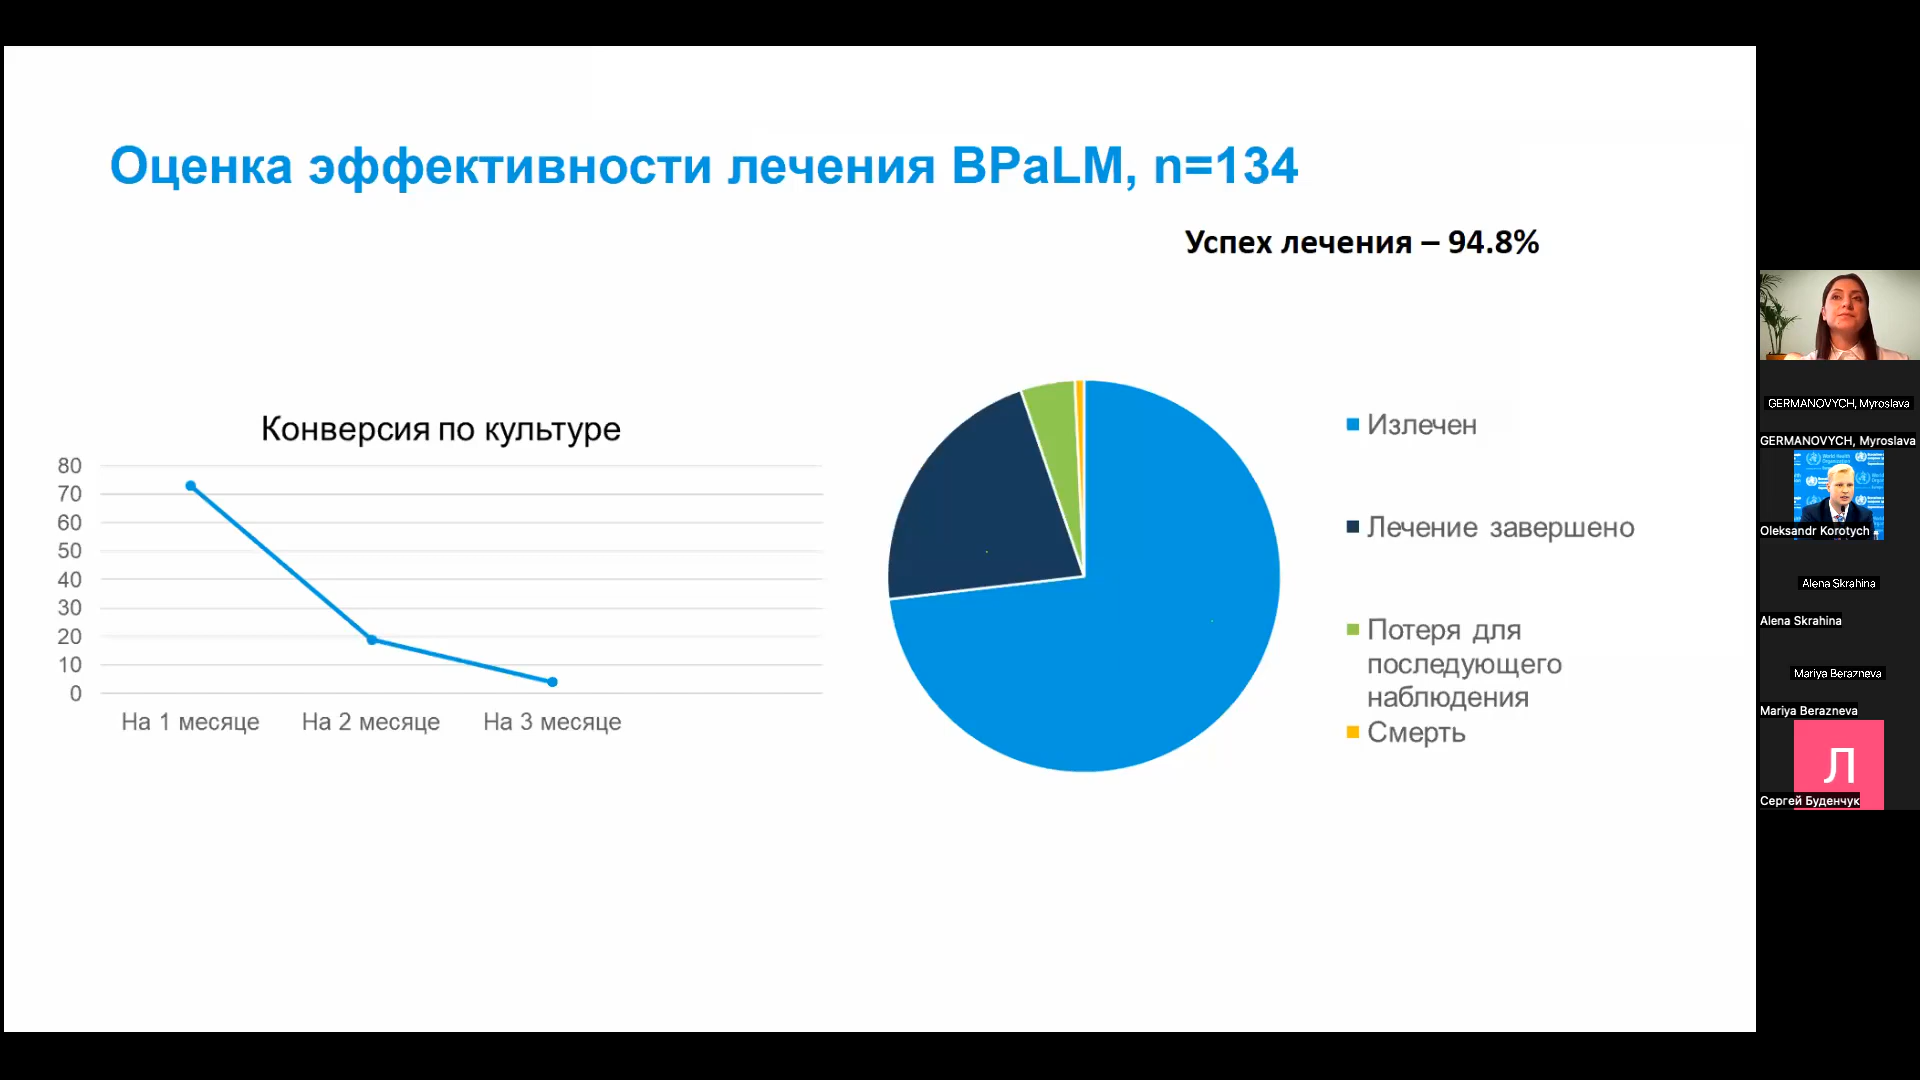 Оценка эффективности лечения BPaLM, n=134
Успех лечения – 94.8%
Конверсия по культуре
80
70
60
50
40
30
20
10
0
На 1 месяце
На 2 месяце
На 3 месяце
Излечен
Лечение завершено
Потеря для
последующего
наблюдения
Смерть
GERMANOVYCH, Myroslava
GERMANOVYCH, Myroslava
Oleksandr Korotych
Alena Skrahina
Alena Skrahina
Mariya Berazneva
Mariya Berazneva
Л
Сергей Буденчук